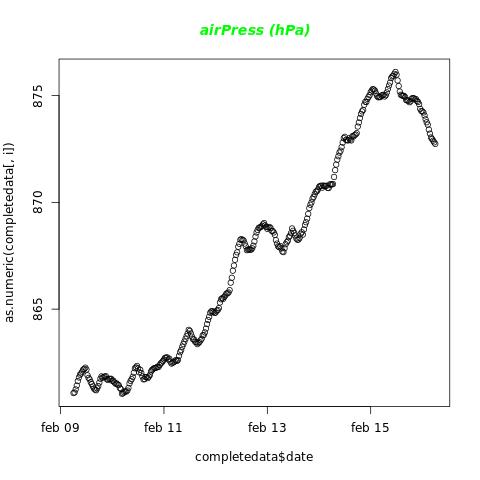 airPress (hPa)
as.numeric(completedata[, i])
875
870
865
feb 09
feb 11
feb 13
feb 15
completedata$date